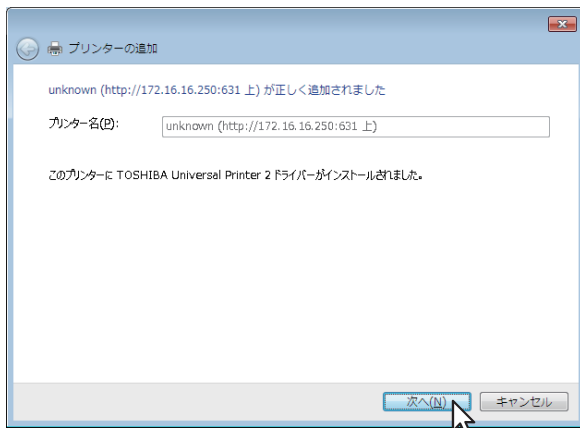 プリンターの追加
unknown (http://172.16.16.250:631 上) が正しく追加されました
プリンター名(P): unknown (http://172.16.16.250:631 上)
このプリンターに TOSHIBA Universal Printer 2 ドライバーがインストールされました。
次へ(N) キャンセル